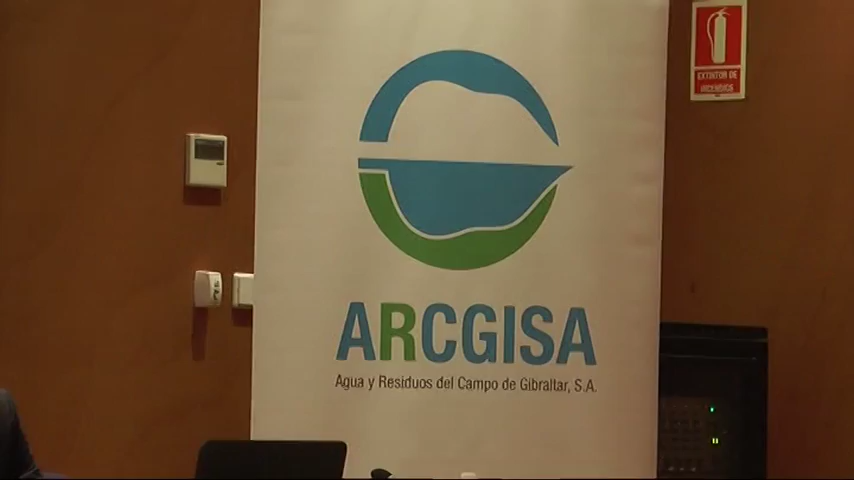 EXTINTOR DE
INCENDIOS
ARCGISA
Agua y Residuos del Campo de Gibraltar, S.A.